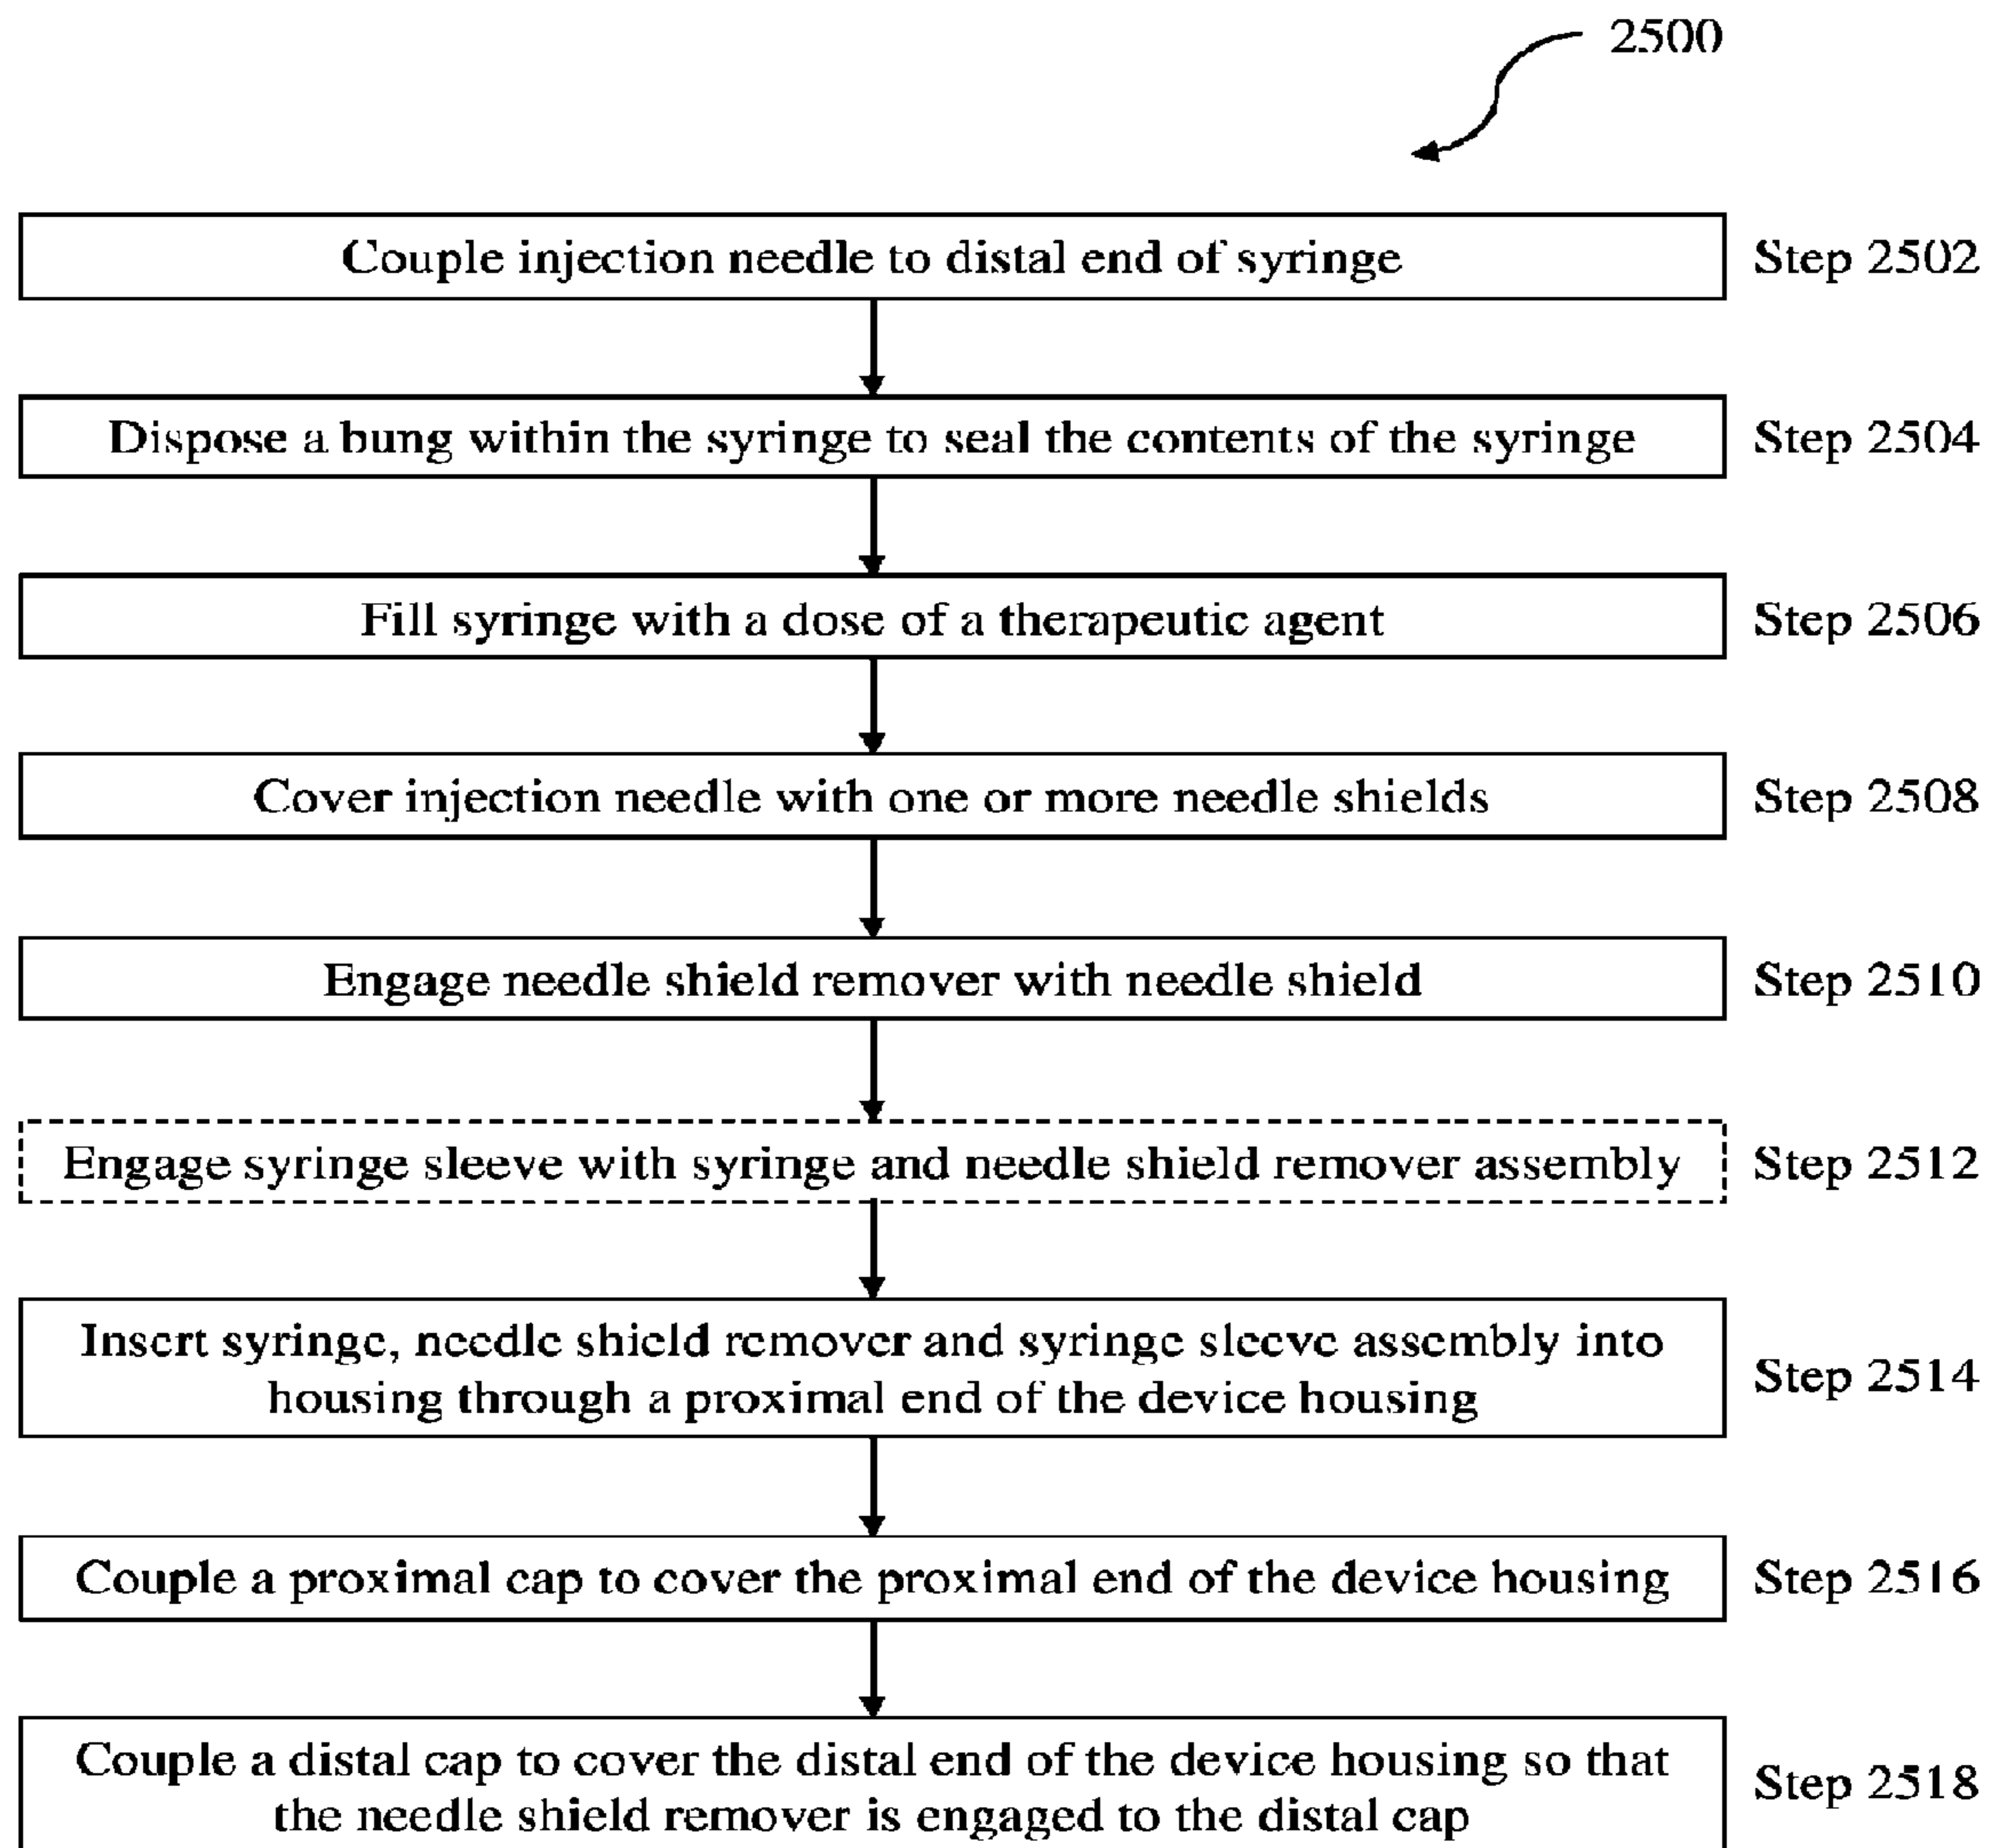 2500
Couple injection needle to distal end of syringe
Step 2502
Dispose a bung within the syringe to seal the contents of the syringe
Step 2504
Fill syringe with a dose of a therapeutic agent
Step 2506
Cover injection needle with one or more needle shields
Step 2508
Engage needle shield remover with needle shield
Step 2510
Engage syringe sleeve with syringe and needle shield remover assembly
Step 2512
Insert syringe, needle shield remover and syringe sleeve assembly into
housing through a proximal end of the device housing
Step 2514
Couple a proximal cap to cover the proximal end of the device housing
Step 2516
Couple a distal cap to cover the distal end of the device housing so that
the needle shield remover is engaged to the distal cap
Step 2518